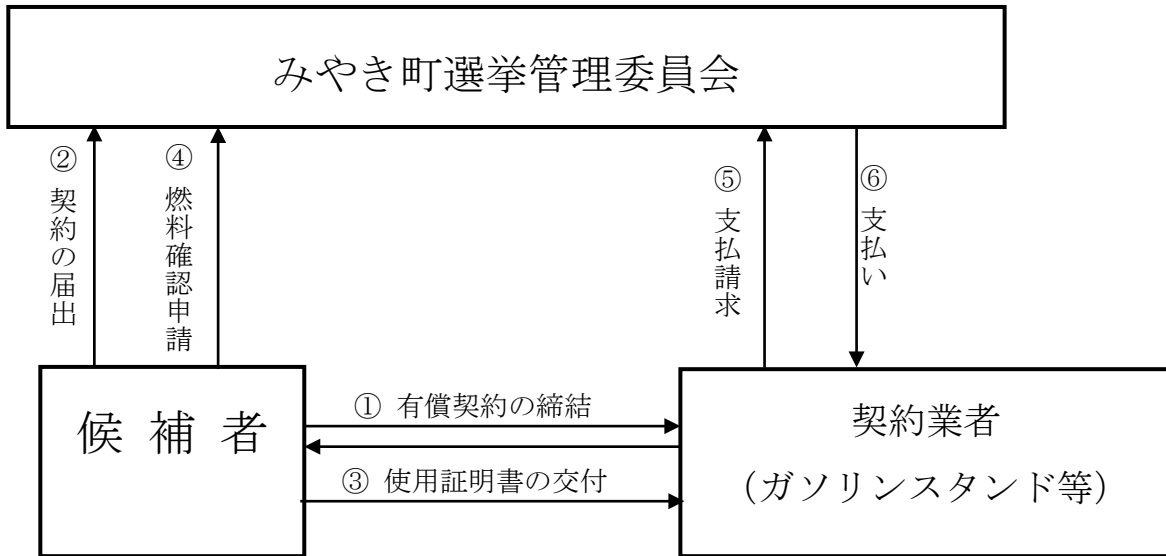 みやき町選挙管理委員会
② 契約の届出
④ 燃料確認申請
⑤ 支払請求
⑥ 支払い
候 補 者
① 有償契約の締結
③ 使用証明書の交付
契約業者
（ガソリンスタンド等）